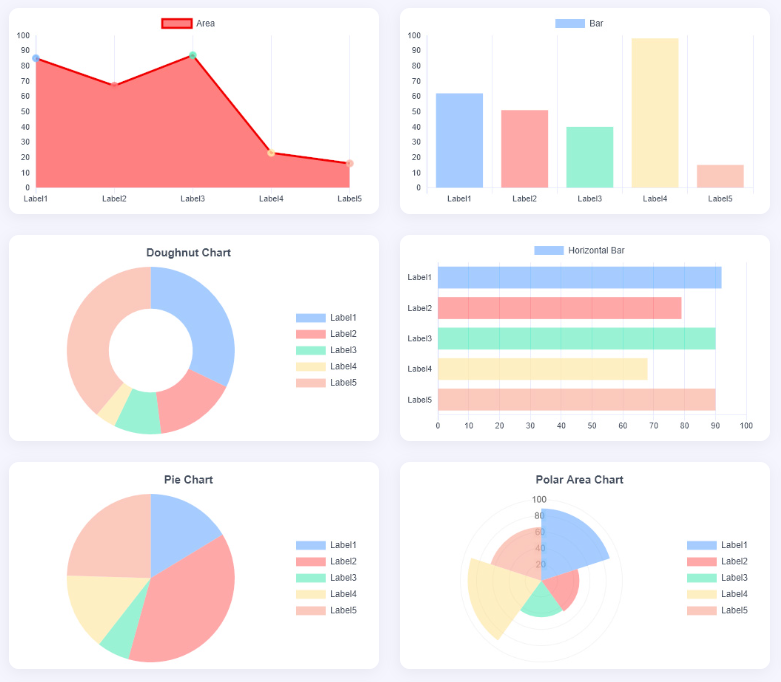 Area
100
90
80
70
60
50
40
30
20
10
0
Label1 Label2 Label3 Label4 Label5
Bar
100
90
80
70
60
50
40
30
20
10
0
Label1 Label2 Label3 Label4 Label5
Doughnut Chart
Label1
Label2
Label3
Label4
Label5
Horizontal Bar
Label1
Label2
Label3
Label4
Label5
0 10 20 30 40 50 60 70 80 90 100
Pie Chart
Label1
Label2
Label3
Label4
Label5
Polar Area Chart
100
80
60
40
20
Label1
Label2
Label3
Label4
Label5